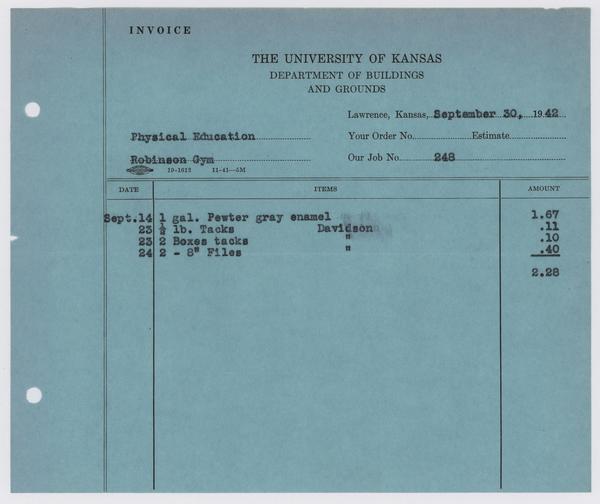 INVOICE
THE UNIVERSITY OF KANSAS
DEPARTMENT OF BUILDINGS
AND GROUNDS
Lawrence, Kansas, September 30, 1942
Physical Education
Your Order No. Estimate
Robinson Gym
Our Job No. 248
19-1612 11-41—5M
DATE ITEMS AMOUNT
Sept.14 1 gal. Pewter gray enamel 1.67
23 ½ lb. Tacks Davidson .11
23 2 Boxes tacks " .10
24 2 - 8" Files " .40
2.28